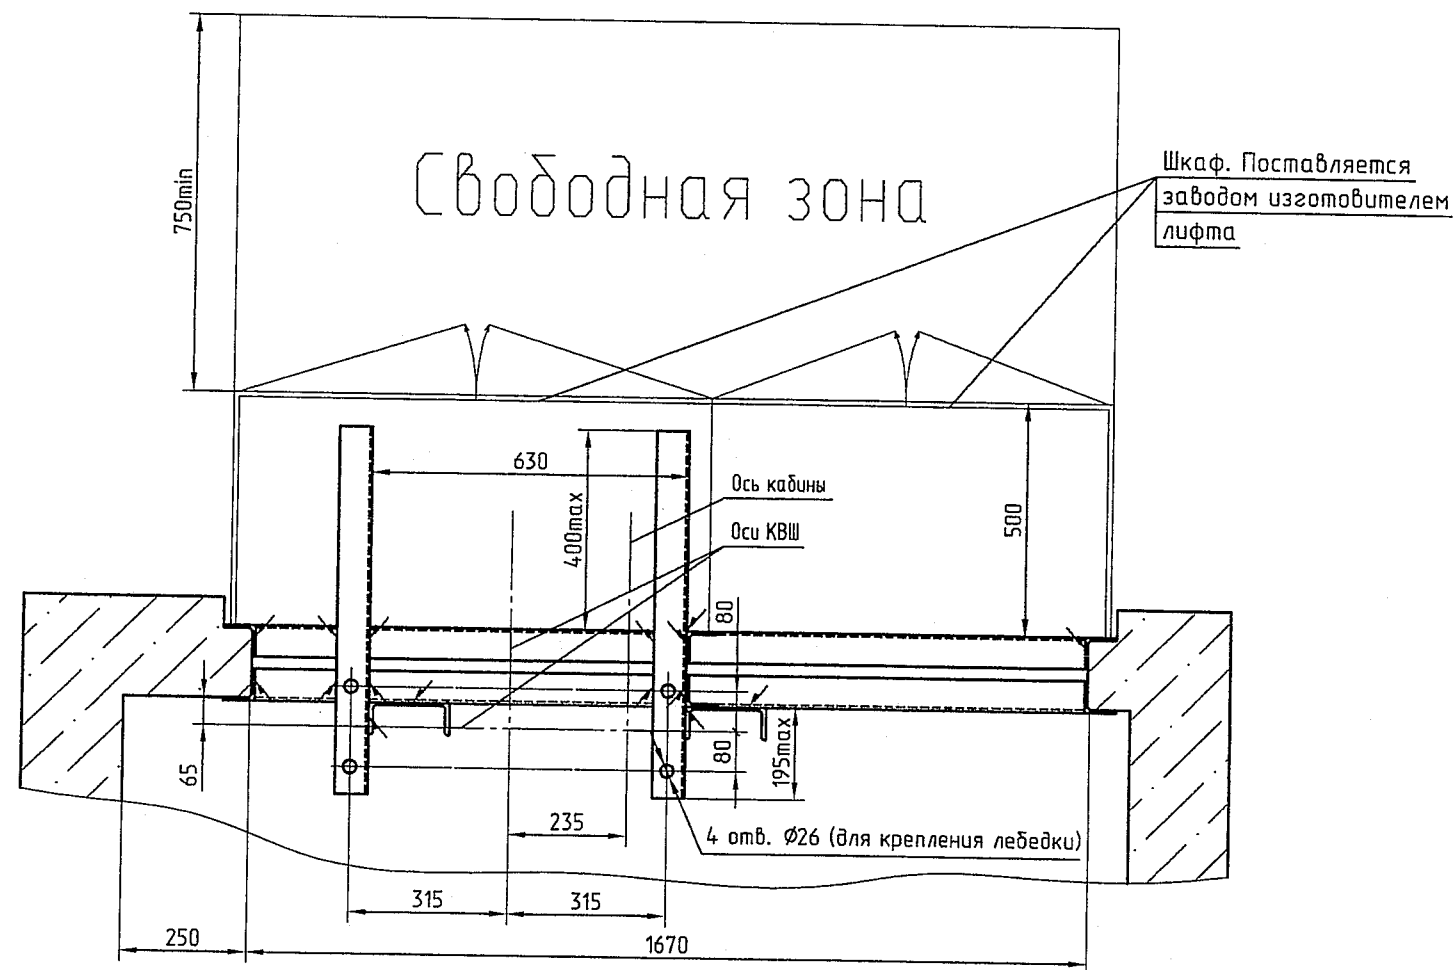 750min
Свободная зона
Шкаф. Поставляется
заводом изготовителем
лифта
630
400max
Ось кабины
Оси КВШ
500
80
65
80
195max
235
4 отв. Ø26 (для крепления лебедки)
315
315
250
1670